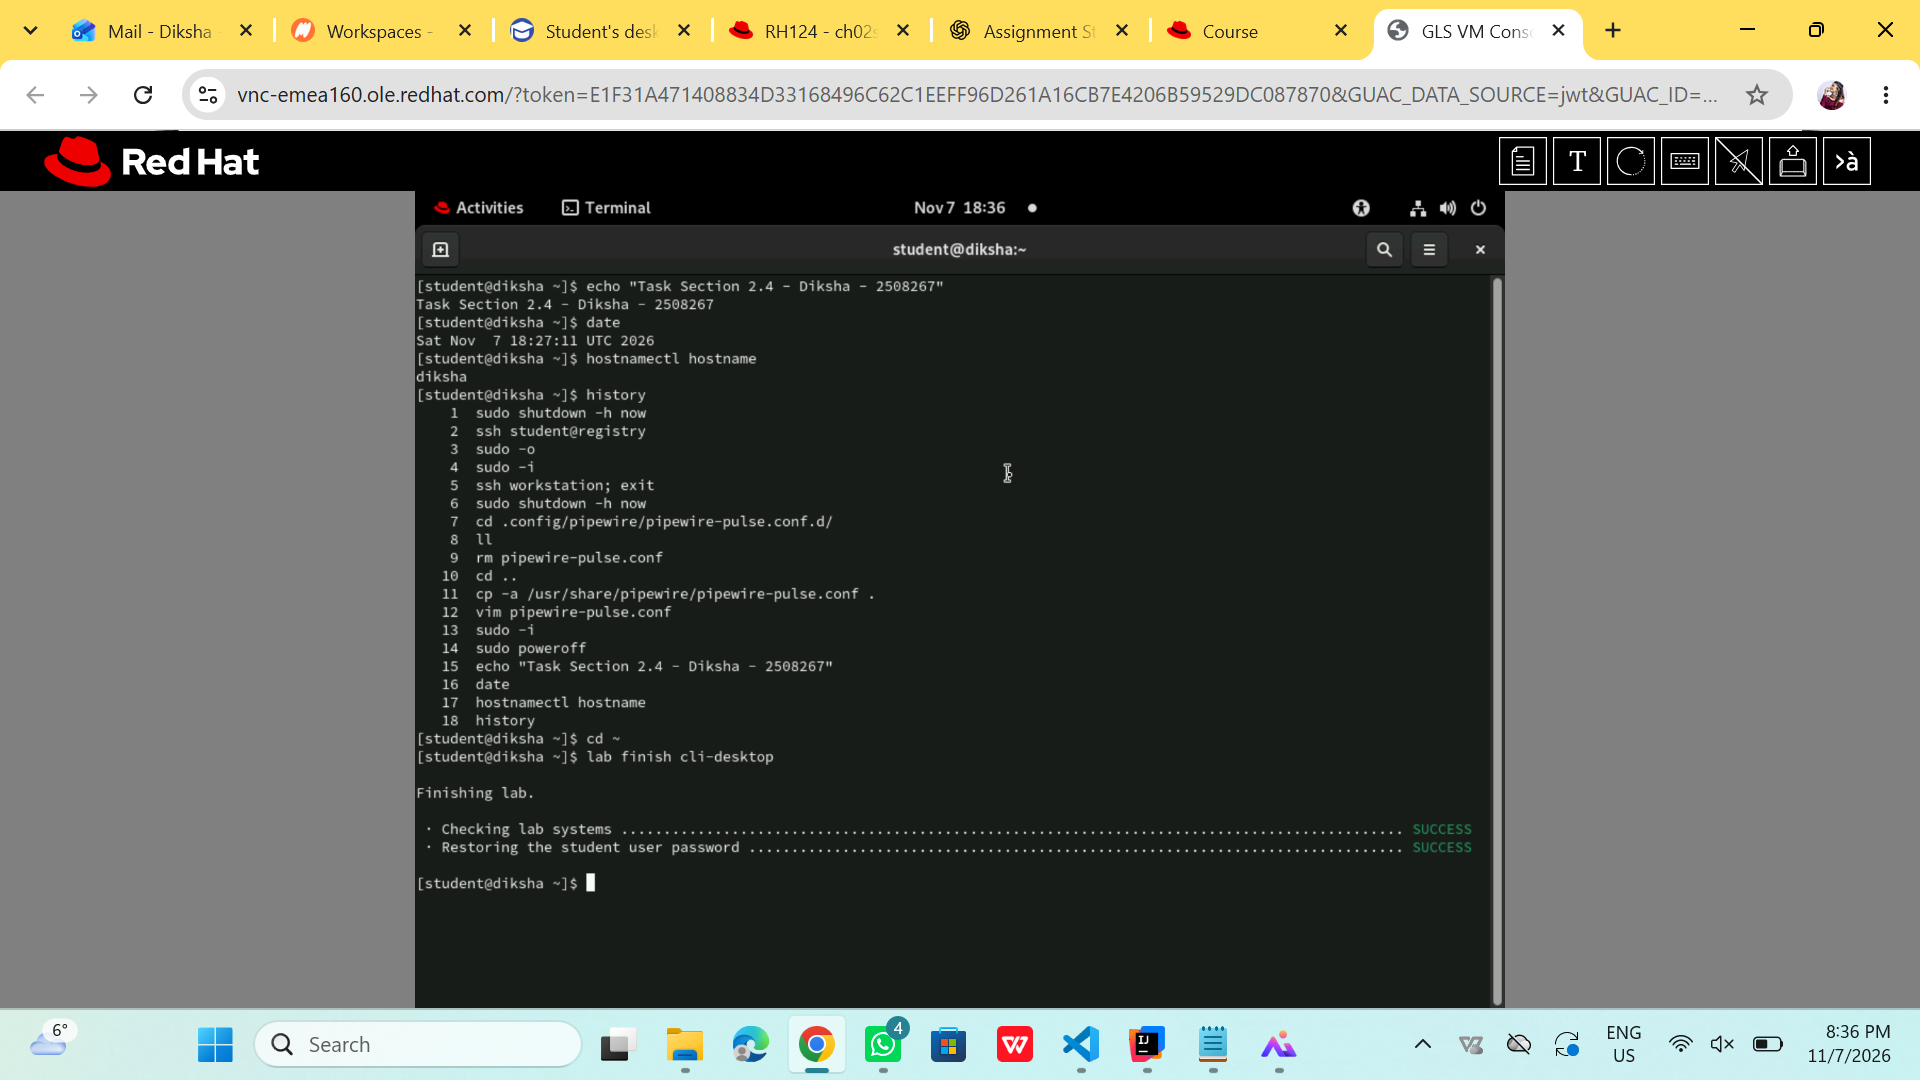 Mail - Diksha
Workspaces -
Student's desk
RH124 - ch02s
Assignment St
Course
GLS VM Conso
vnc-emea160.ole.redhat.com/?token=E1F31A471408834D33168496C62C1EEFF96D261A16CB7E4206B59529DC087870&GUAC_DATA_SOURCE=jwt&GUAC_ID=...
Red Hat
T
>à
Activities
Terminal
Nov 7 18:36
student@diksha:~
[student@diksha ~]$ echo "Task Section 2.4 - Diksha - 2508267"
Task Section 2.4 - Diksha - 2508267
[student@diksha ~]$ date
Sat Nov  7 18:27:11 UTC 2026
[student@diksha ~]$ hostnamectl hostname
diksha
[student@diksha ~]$ history
1  sudo shutdown -h now
2  ssh student@registry
3  sudo -o
4  sudo -i
5  ssh workstation; exit
6  sudo shutdown -h now
7  cd .config/pipewire/pipewire-pulse.conf.d/
8  ll
9  rm pipewire-pulse.conf
10  cd ..
11  cp -a /usr/share/pipewire/pipewire-pulse.conf .
12  vim pipewire-pulse.conf
13  sudo -i
14  sudo poweroff
15  echo "Task Section 2.4 - Diksha - 2508267"
16  date
17  hostnamectl hostname
18  history
[student@diksha ~]$ cd ~
[student@diksha ~]$ lab finish cli-desktop
Finishing lab.
· Checking lab systems ............................................................................................ SUCCESS
· Restoring the student user password ............................................................................. SUCCESS
[student@diksha ~]$
6°
Search
4
ENG
US
8:36 PM
11/7/2026